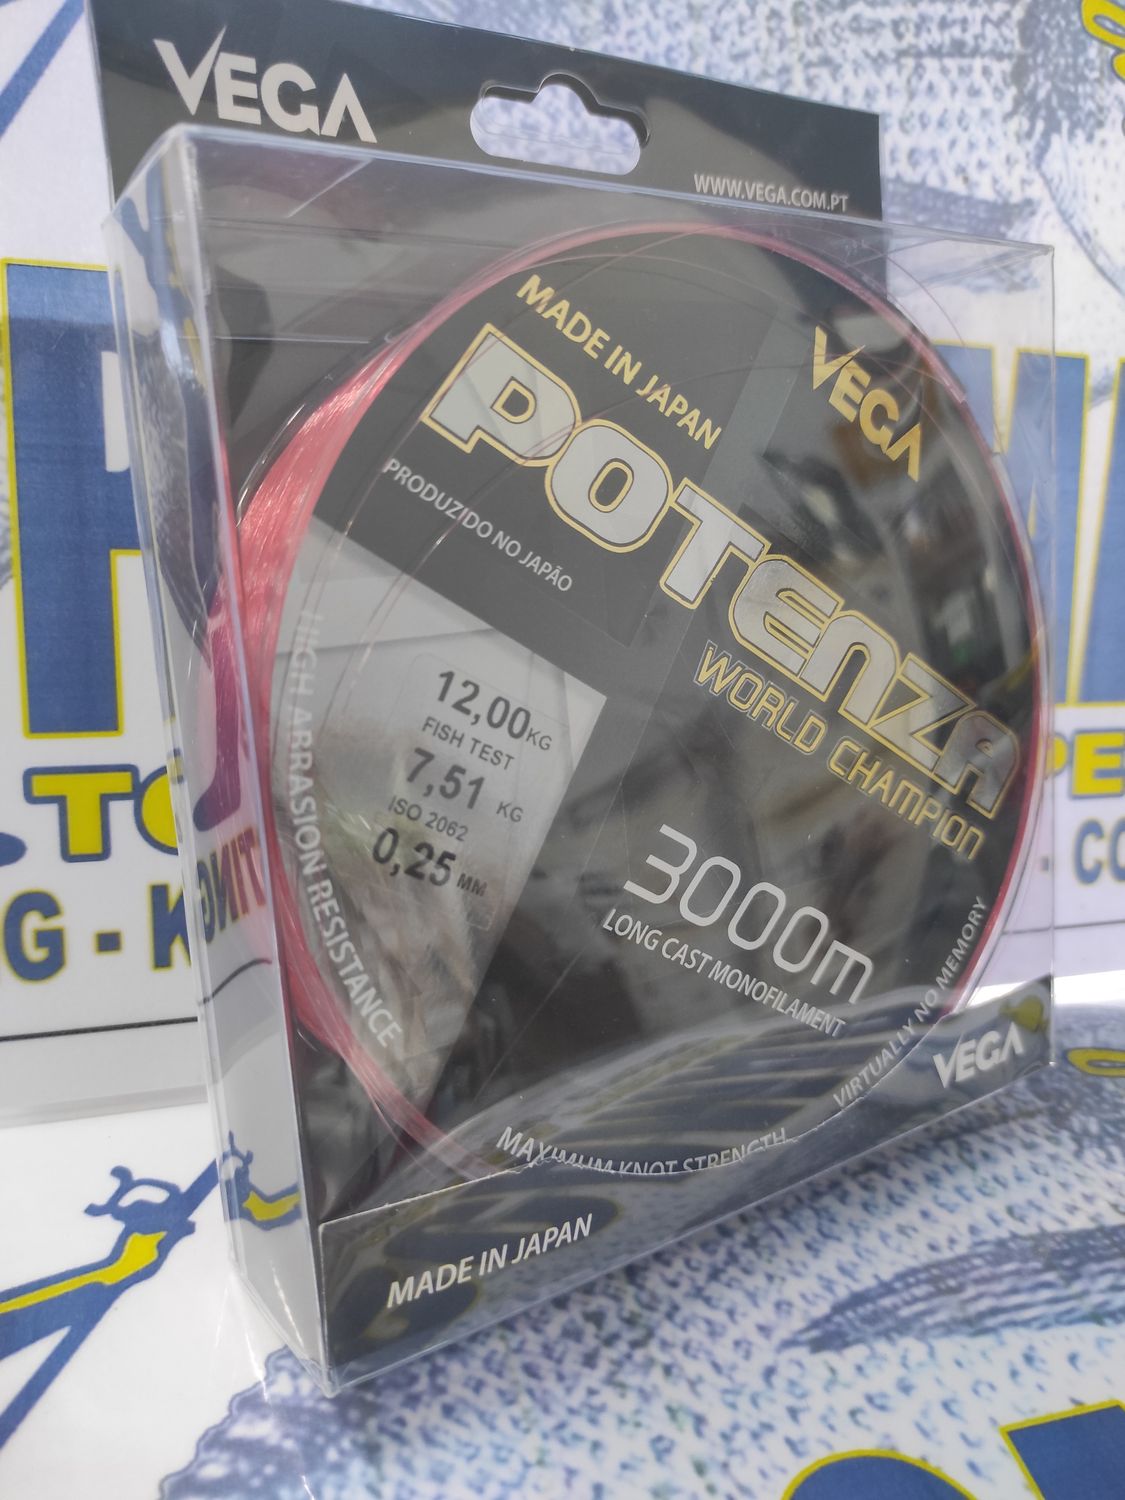 VEGA
WWW.VEGA.COM.PT
MADE IN JAPAN
VEGA
POTENZA
PRODUZIDO NO JAPÃO
WORLD CHAMPION
12,00KG
FISH TEST
7,51 KG
ISO 2062
0,25 MM
3000m
LONG CAST MONOFILAMENT
HIGH ABRASION RESISTANCE
MAXIMUM KNOT STRENGTH
VIRTUALLY NO MEMORY
VEGA
MADE IN JAPAN